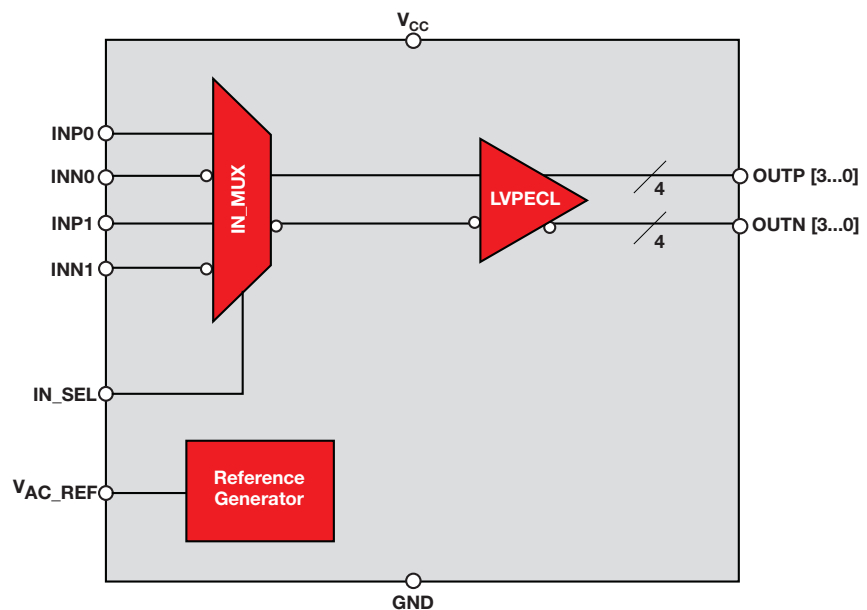 VCC
INP0
INN0
INP1
INN1
IN_MUX
LVPECL
4
OUTP [3...0]
4
OUTN [3...0]
IN_SEL
VAC_REF
Reference
Generator
GND